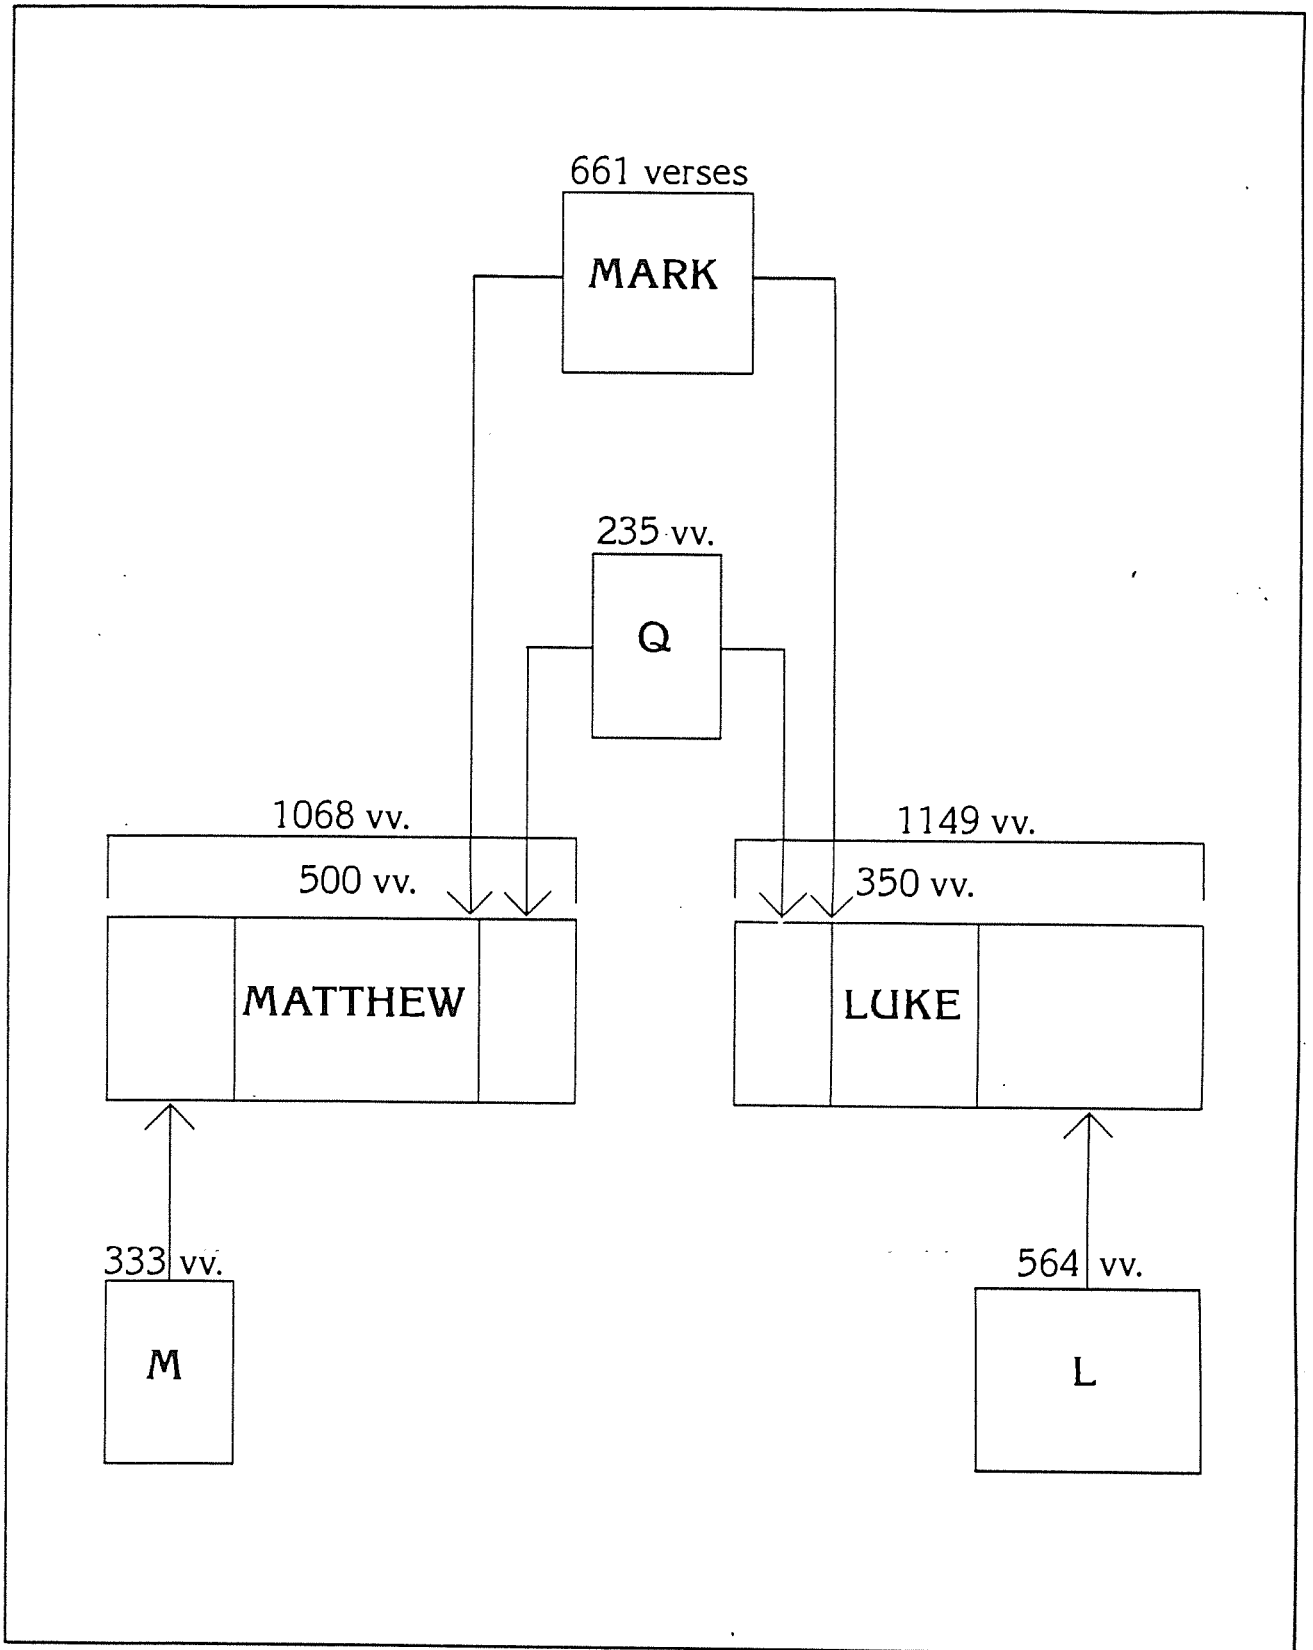 661 verses
MARK
235 vv.
Q
1068 vv.
1149 vv.
500 vv.
350 vv.
MATTHEW
LUKE
333 vv.
564 vv.
M
L